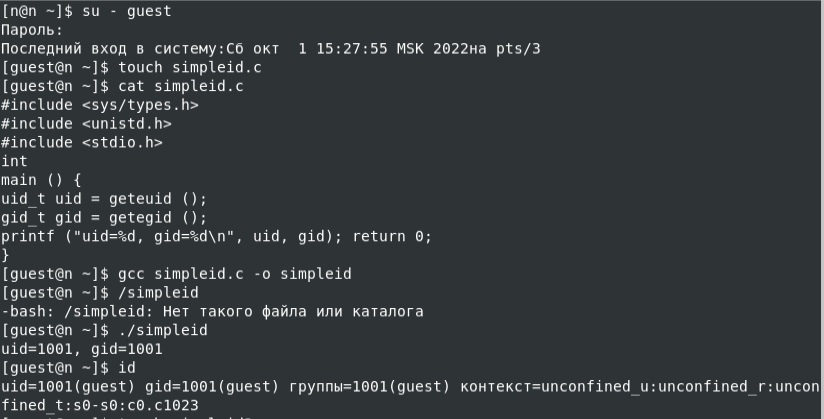 [n@n ~]$ su - guest
Пароль:
Последний вход в систему:Сб окт  1 15:27:55 MSK 2022на pts/3
[guest@n ~]$ touch simpleid.c
[guest@n ~]$ cat simpleid.c
#include <sys/types.h>
#include <unistd.h>
#include <stdio.h>
int
main () {
uid_t uid = geteuid ();
gid_t gid = getegid ();
printf ("uid=%d, gid=%d\n", uid, gid); return 0;
}
[guest@n ~]$ gcc simpleid.c -o simpleid
[guest@n ~]$ /simpleid
-bash: /simpleid: Нет такого файла или каталога
[guest@n ~]$ ./simpleid
uid=1001, gid=1001
[guest@n ~]$ id
uid=1001(guest) gid=1001(guest) группы=1001(guest) контекст=unconfined_u:unconfined_r:uncon
fined_t:s0-s0:c0.c1023